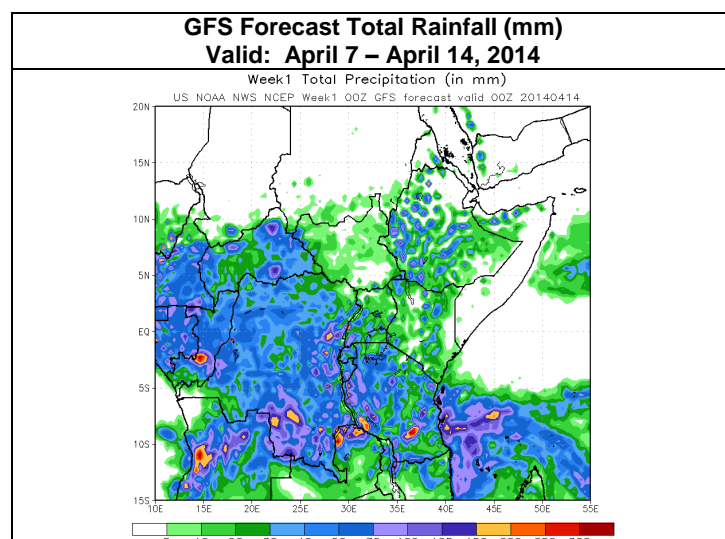 GFS Forecast Total Rainfall (mm)
Valid: April 7 – April 14, 2014
Week1 Total Precipitation (in mm)
US NOAA NWS NCEP Week1 00Z GFS forecast valid 00Z 20140414
20N
15N
10N
5N
EQ
5S
10S
15S
10E 15E 20E 25E 30E 35E 40E 45E 50E 55E